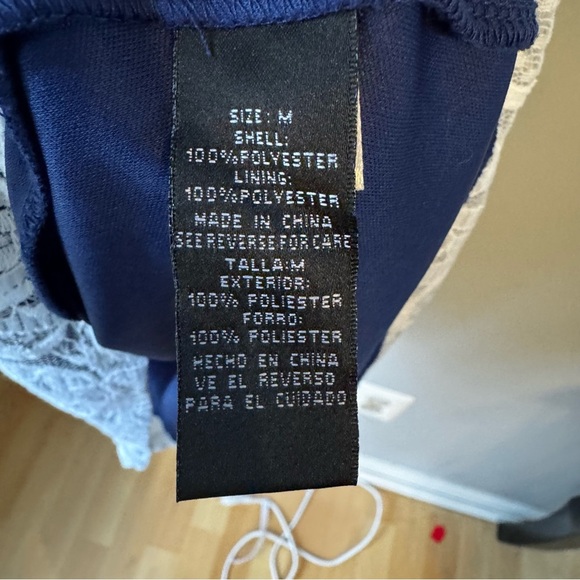 SIZE: M
SHELL:
100% POLYESTER
LINING:
100% POLYESTER
MADE IN CHINA
SEE REVERSE FOR CARE
TALLA: M
EXTERIOR:
100% POLIESTER
FORRO:
100% POLIESTER
HECHO EN CHINA
VE EL REVERSO
PARA EL CUIDADO